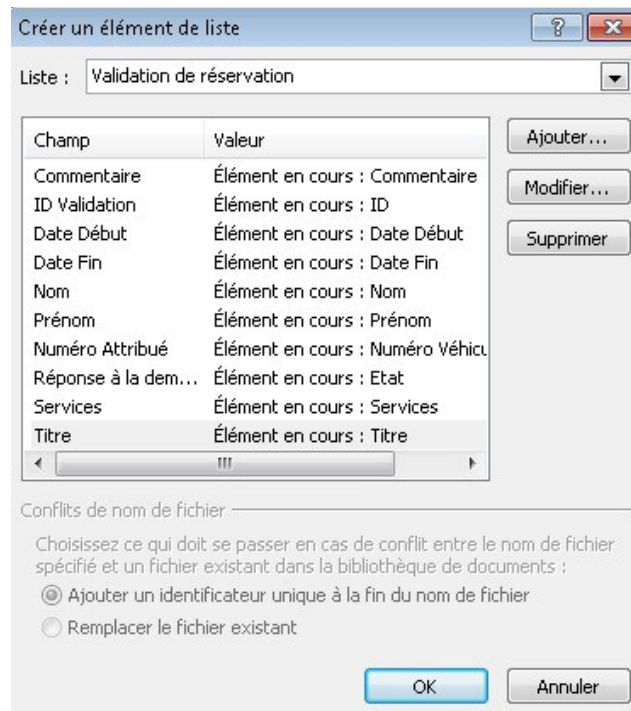 Créer un élément de liste
Liste : Validation de réservation
Champ Valeur
Commentaire Élément en cours : Commentaire
ID Validation Élément en cours : ID
Date Début Élément en cours : Date Début
Date Fin Élément en cours : Date Fin
Nom Élément en cours : Nom
Prénom Élément en cours : Prénom
Numéro Attribué Élément en cours : Numéro Véhicu
Réponse à la dem... Élément en cours : Etat
Services Élément en cours : Services
Titre Élément en cours : Titre
Ajouter...
Modifier...
Supprimer
Conflits de nom de fichier
Choisissez ce qui doit se passer en cas de conflit entre le nom de fichier
spécifié et un fichier existant dans la bibliothèque de documents :
Ajouter un identificateur unique à la fin du nom de fichier
Remplacer le fichier existant
OK Annuler